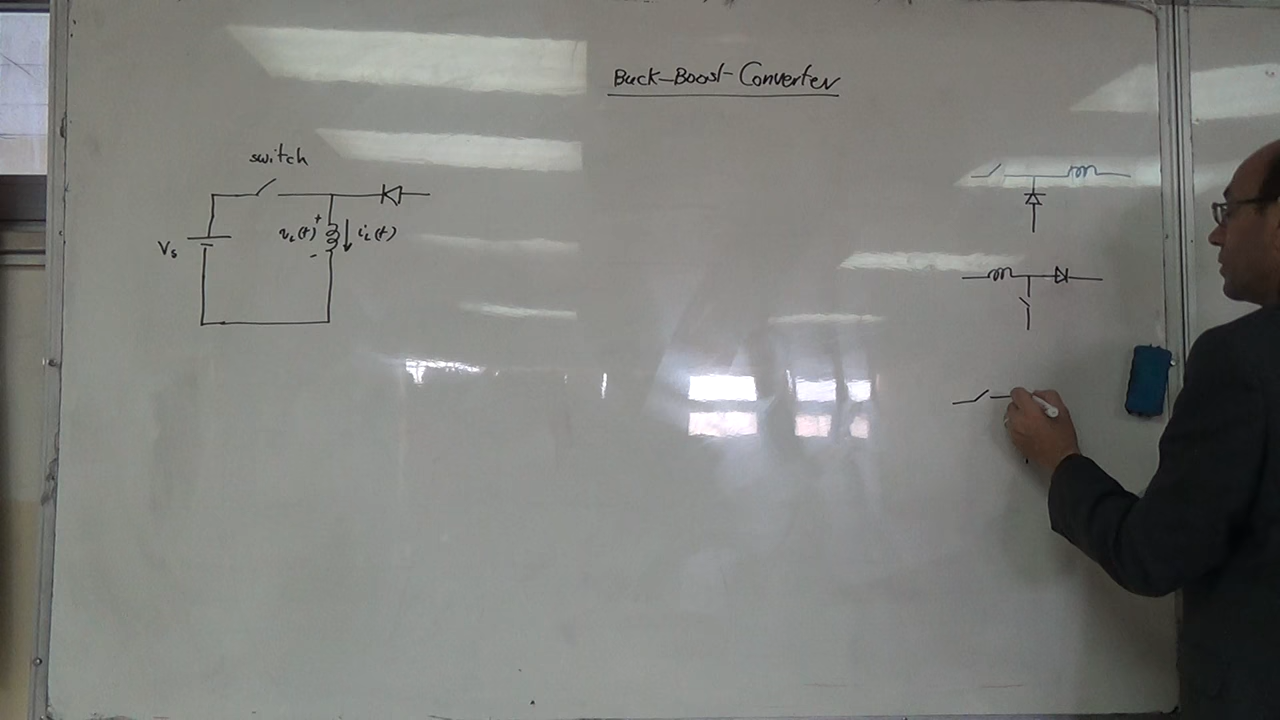 Buck-Boost-Converter
switch
Vs
+
vL(t)
iL(t)
-